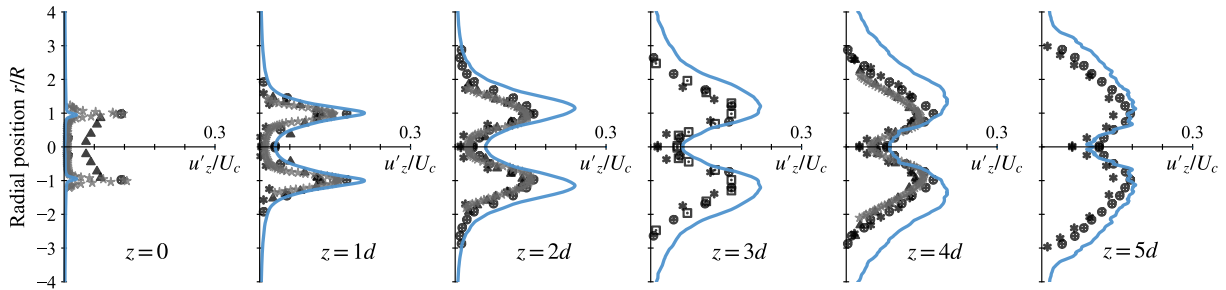 4
3
2
1
0
−1
−2
−3
−4
Radial position r/R
0.3
u'z/Uc
z = 0
0.3
u'z/Uc
z = 1d
0.3
u'z/Uc
z = 2d
0.3
u'z/Uc
z = 3d
0.3
u'z/Uc
z = 4d
0.3
u'z/Uc
z = 5d